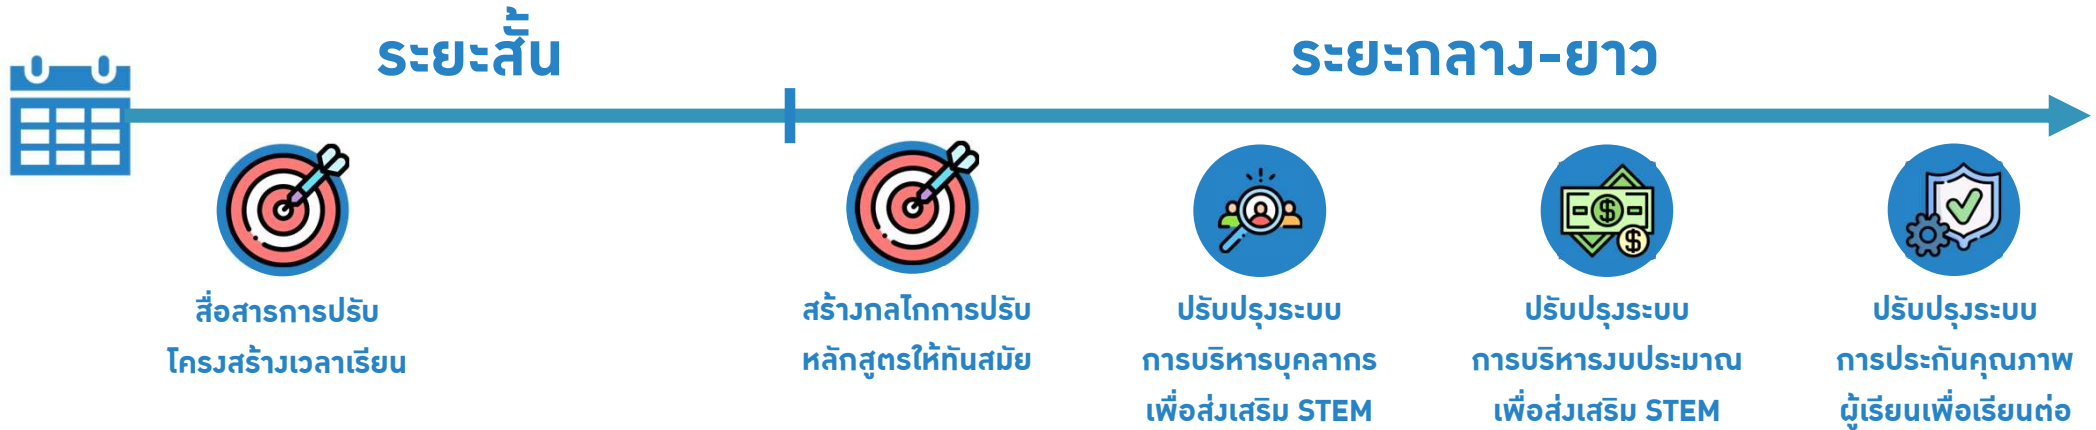 ระยะสั้น
ระยะกลาง-ยาว
สื่อสารการปรับ
โครงสร้างเวลาเรียน
สร้างกลไกการปรับ
หลักสูตรให้ทันสมัย
ปรับปรุงระบบ
การบริหารบุคลากร
เพื่อส่งเสริม STEM
ปรับปรุงระบบ
การบริหารงบประมาณ
เพื่อส่งเสริม STEM
ปรับปรุงระบบ
การประกันคุณภาพ
ผู้เรียนเพื่อเรียนต่อ